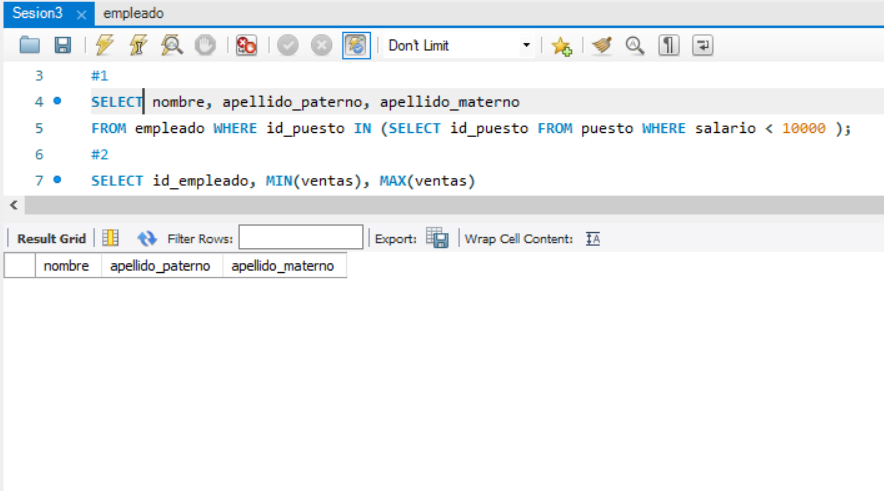 Sesion3 × empleado
Don't Limit
3 #1
4 SELECT nombre, apellido_paterno, apellido_materno
5 FROM empleado WHERE id_puesto IN (SELECT id_puesto FROM puesto WHERE salario < 10000 );
6 #2
7 SELECT id_empleado, MIN(ventas), MAX(ventas)
Result Grid Filter Rows: Export: Wrap Cell Content: IA
nombre apellido_paterno apellido_materno